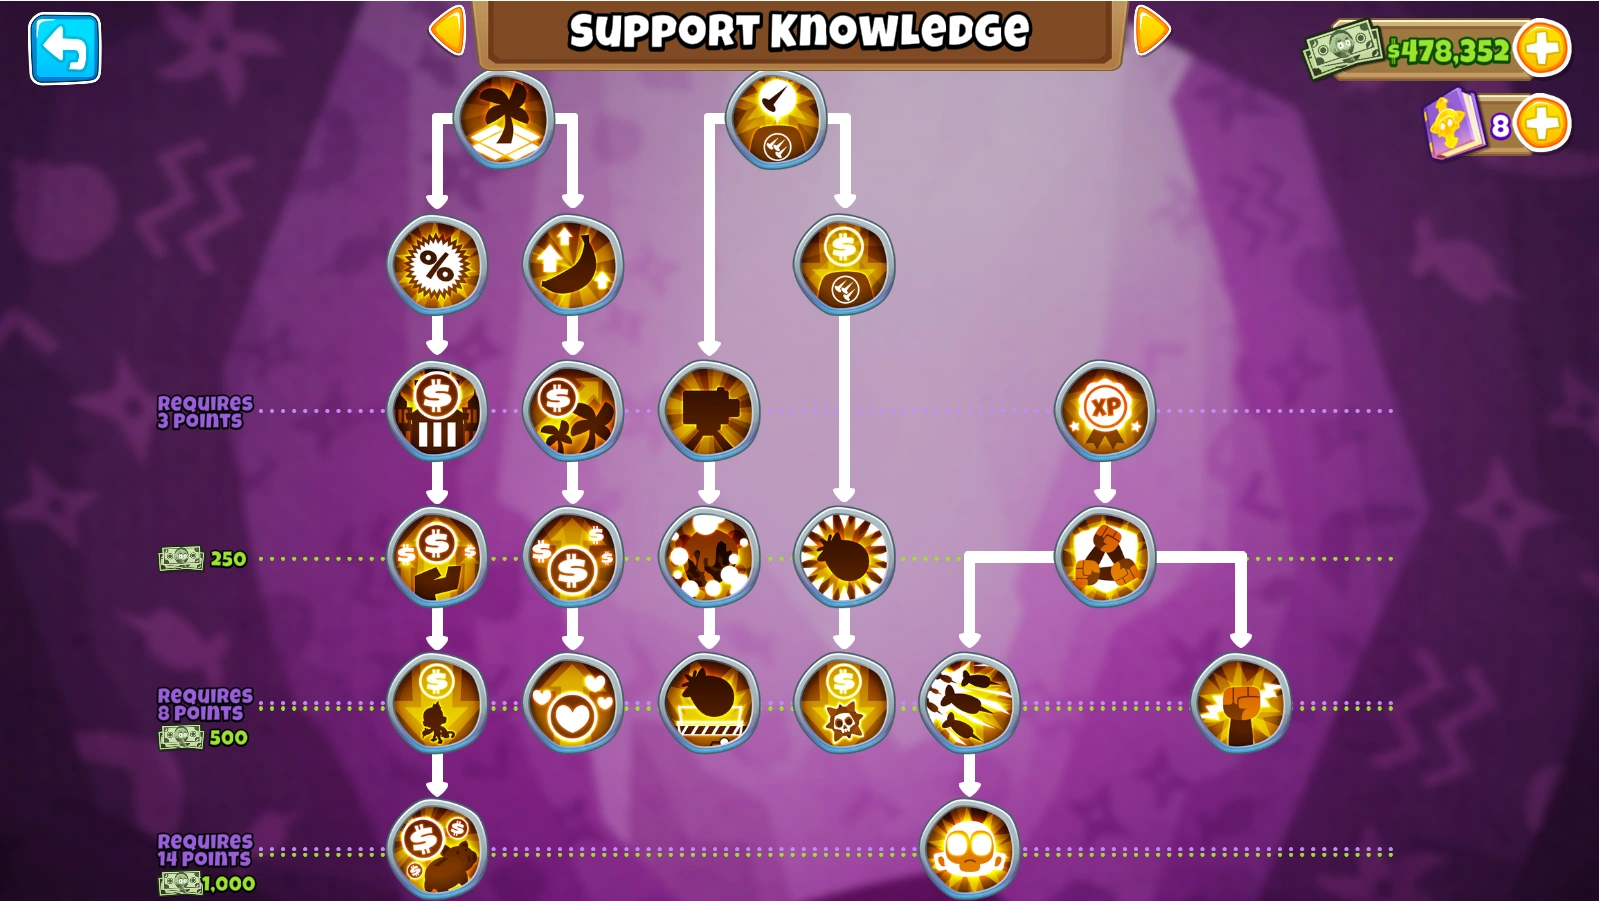 Support Knowledge
$478,352
8
%
$
$
$
XP
Requires
3 Points
$
$
$
$
$
$
$
250
$
$
Requires
8 Points
500
$
$
$
Requires
14 Points
1,000